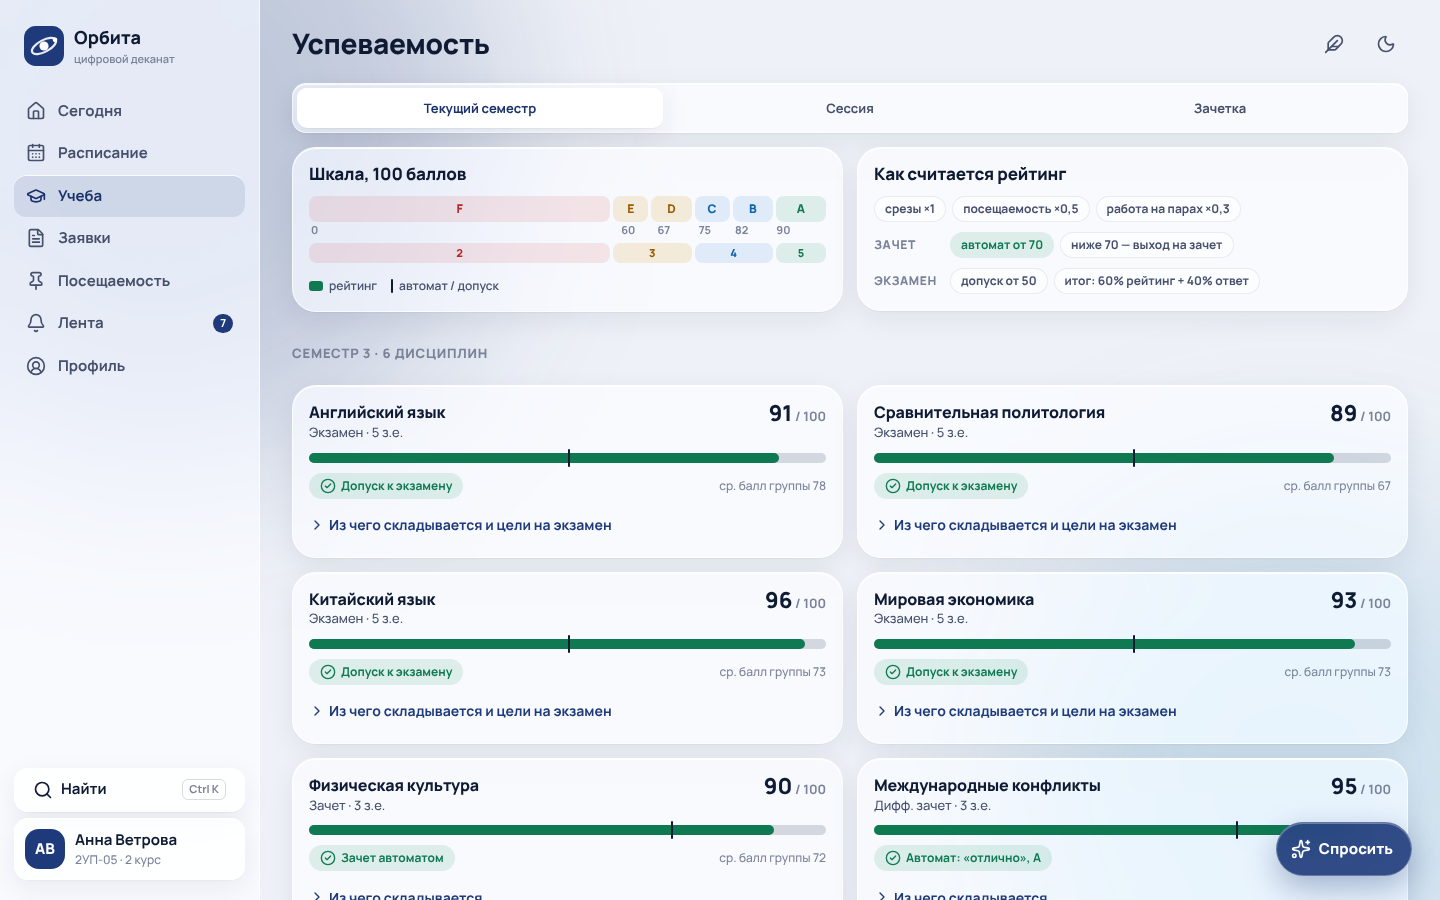 Орбита
цифровой деканат
Сегодня
Расписание
Учеба
Заявки
Посещаемость
Лента
7
Профиль
Найти
Ctrl K
АВ
Анна Ветрова
2УП-05 · 2 курс
Успеваемость
Текущий семестр
Сессия
Зачетка
Шкала, 100 баллов
F E D C B A
0 60 67 75 82 90
2 3 4 5
рейтинг
автомат / допуск
Как считается рейтинг
срезы ×1
посещаемость ×0,5
работа на парах ×0,3
ЗАЧЕТ
автомат от 70
ниже 70 — выход на зачет
ЭКЗАМЕН
допуск от 50
итог: 60% рейтинг + 40% ответ
СЕМЕСТР 3 · 6 ДИСЦИПЛИН
Английский язык
91 / 100
Экзамен · 5 з.е.
Допуск к экзамену
ср. балл группы 78
Из чего складывается и цели на экзамен
Сравнительная политология
89 / 100
Экзамен · 5 з.е.
Допуск к экзамену
ср. балл группы 67
Из чего складывается и цели на экзамен
Китайский язык
96 / 100
Экзамен · 5 з.е.
Допуск к экзамену
ср. балл группы 73
Из чего складывается и цели на экзамен
Мировая экономика
93 / 100
Экзамен · 5 з.е.
Допуск к экзамену
ср. балл группы 73
Из чего складывается и цели на экзамен
Физическая культура
90 / 100
Зачет · 3 з.е.
Зачет автоматом
ср. балл группы 72
Из чего складывается
Международные конфликты
95 / 100
Дифф. зачет · 3 з.е.
Автомат: «отлично», A
Из чего складывается
Спросить